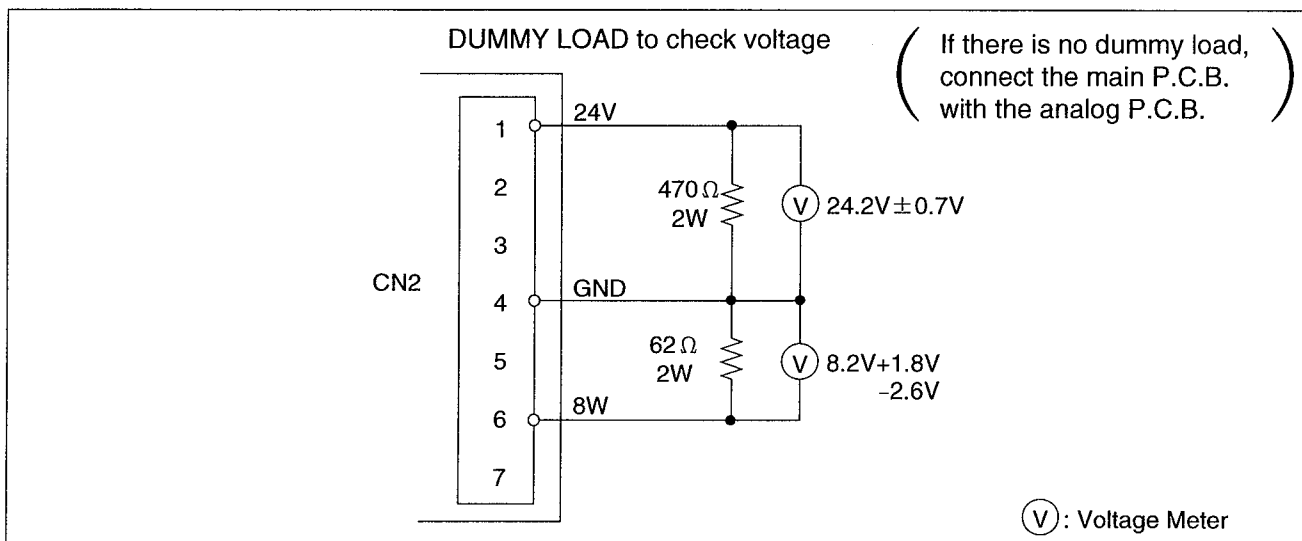 DUMMY LOAD to check voltage
( If there is no dummy load,
connect the main P.C.B.
with the analog P.C.B. )
1
24V
2
470Ω
2W
V
24.2V±0.7V
3
CN2
4
GND
5
62Ω
2W
V
8.2V+1.8V
−2.6V
6
8W
7
V : Voltage Meter